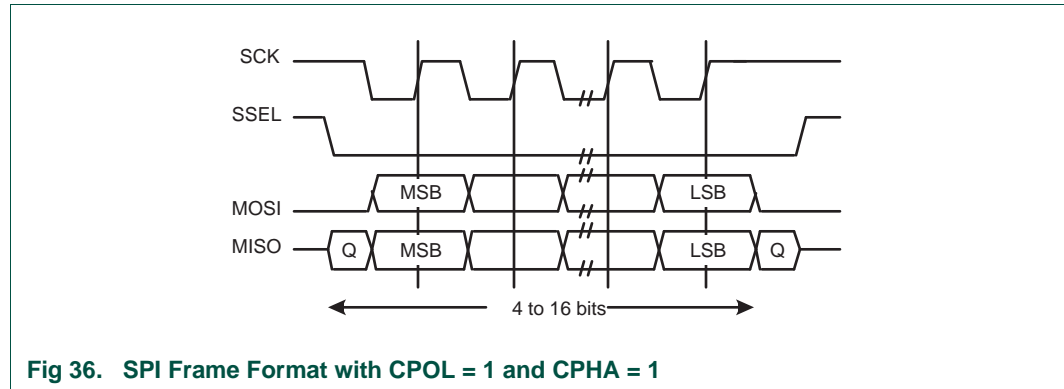 SCK
SSEL
MOSI
MSB
LSB
MISO
Q
MSB
LSB
Q
4 to 16 bits
Fig 36. SPI Frame Format with CPOL = 1 and CPHA = 1